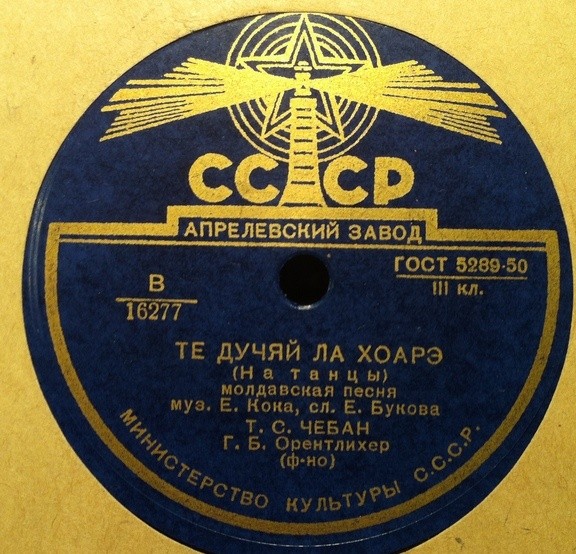 СССР
АПРЕЛЕВСКИЙ ЗАВОД
ГОСТ 5289-50
III кл.
В
16277
ТЕ ДУЧЯЙ ЛА ХОАРЭ
(На танцы)
молдавская песня
муз. Е. Кока, сл. Е. Букова
Т. С. ЧЕБАН
Г. Б. Орентлихер
(ф-но)
МИНИСТЕРСТВО КУЛЬТУРЫ С.С.С.Р.